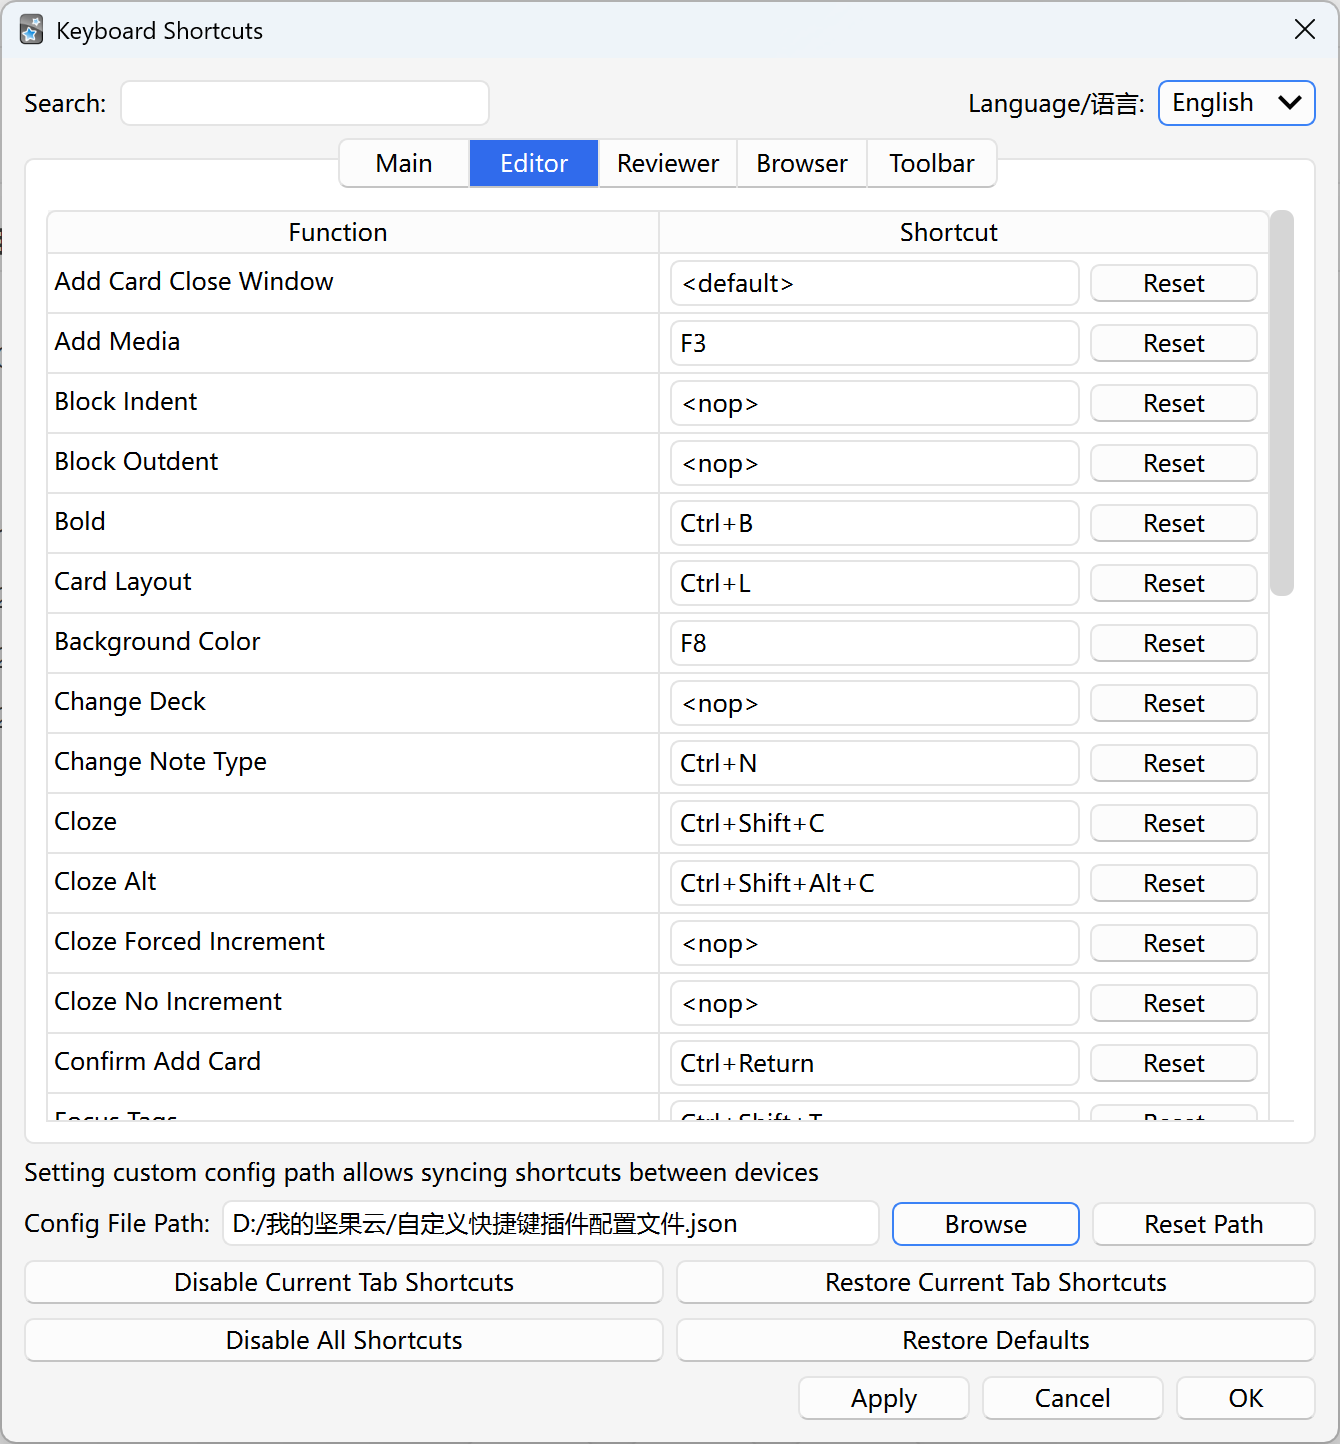 Keyboard Shortcuts
Search:
Language/语言: English
Main Editor Reviewer Browser Toolbar
Function Shortcut
Add Card Close Window <default> Reset
Add Media F3 Reset
Block Indent <nop> Reset
Block Outdent <nop> Reset
Bold Ctrl+B Reset
Card Layout Ctrl+L Reset
Background Color F8 Reset
Change Deck <nop> Reset
Change Note Type Ctrl+N Reset
Cloze Ctrl+Shift+C Reset
Cloze Alt Ctrl+Shift+Alt+C Reset
Cloze Forced Increment <nop> Reset
Cloze No Increment <nop> Reset
Confirm Add Card Ctrl+Return Reset
Focus Tags Ctrl+Shift+T Reset
Setting custom config path allows syncing shortcuts between devices
Config File Path: D:/我的坚果云/自定义快捷键插件配置文件.json Browse Reset Path
Disable Current Tab Shortcuts Restore Current Tab Shortcuts
Disable All Shortcuts Restore Defaults
Apply Cancel OK